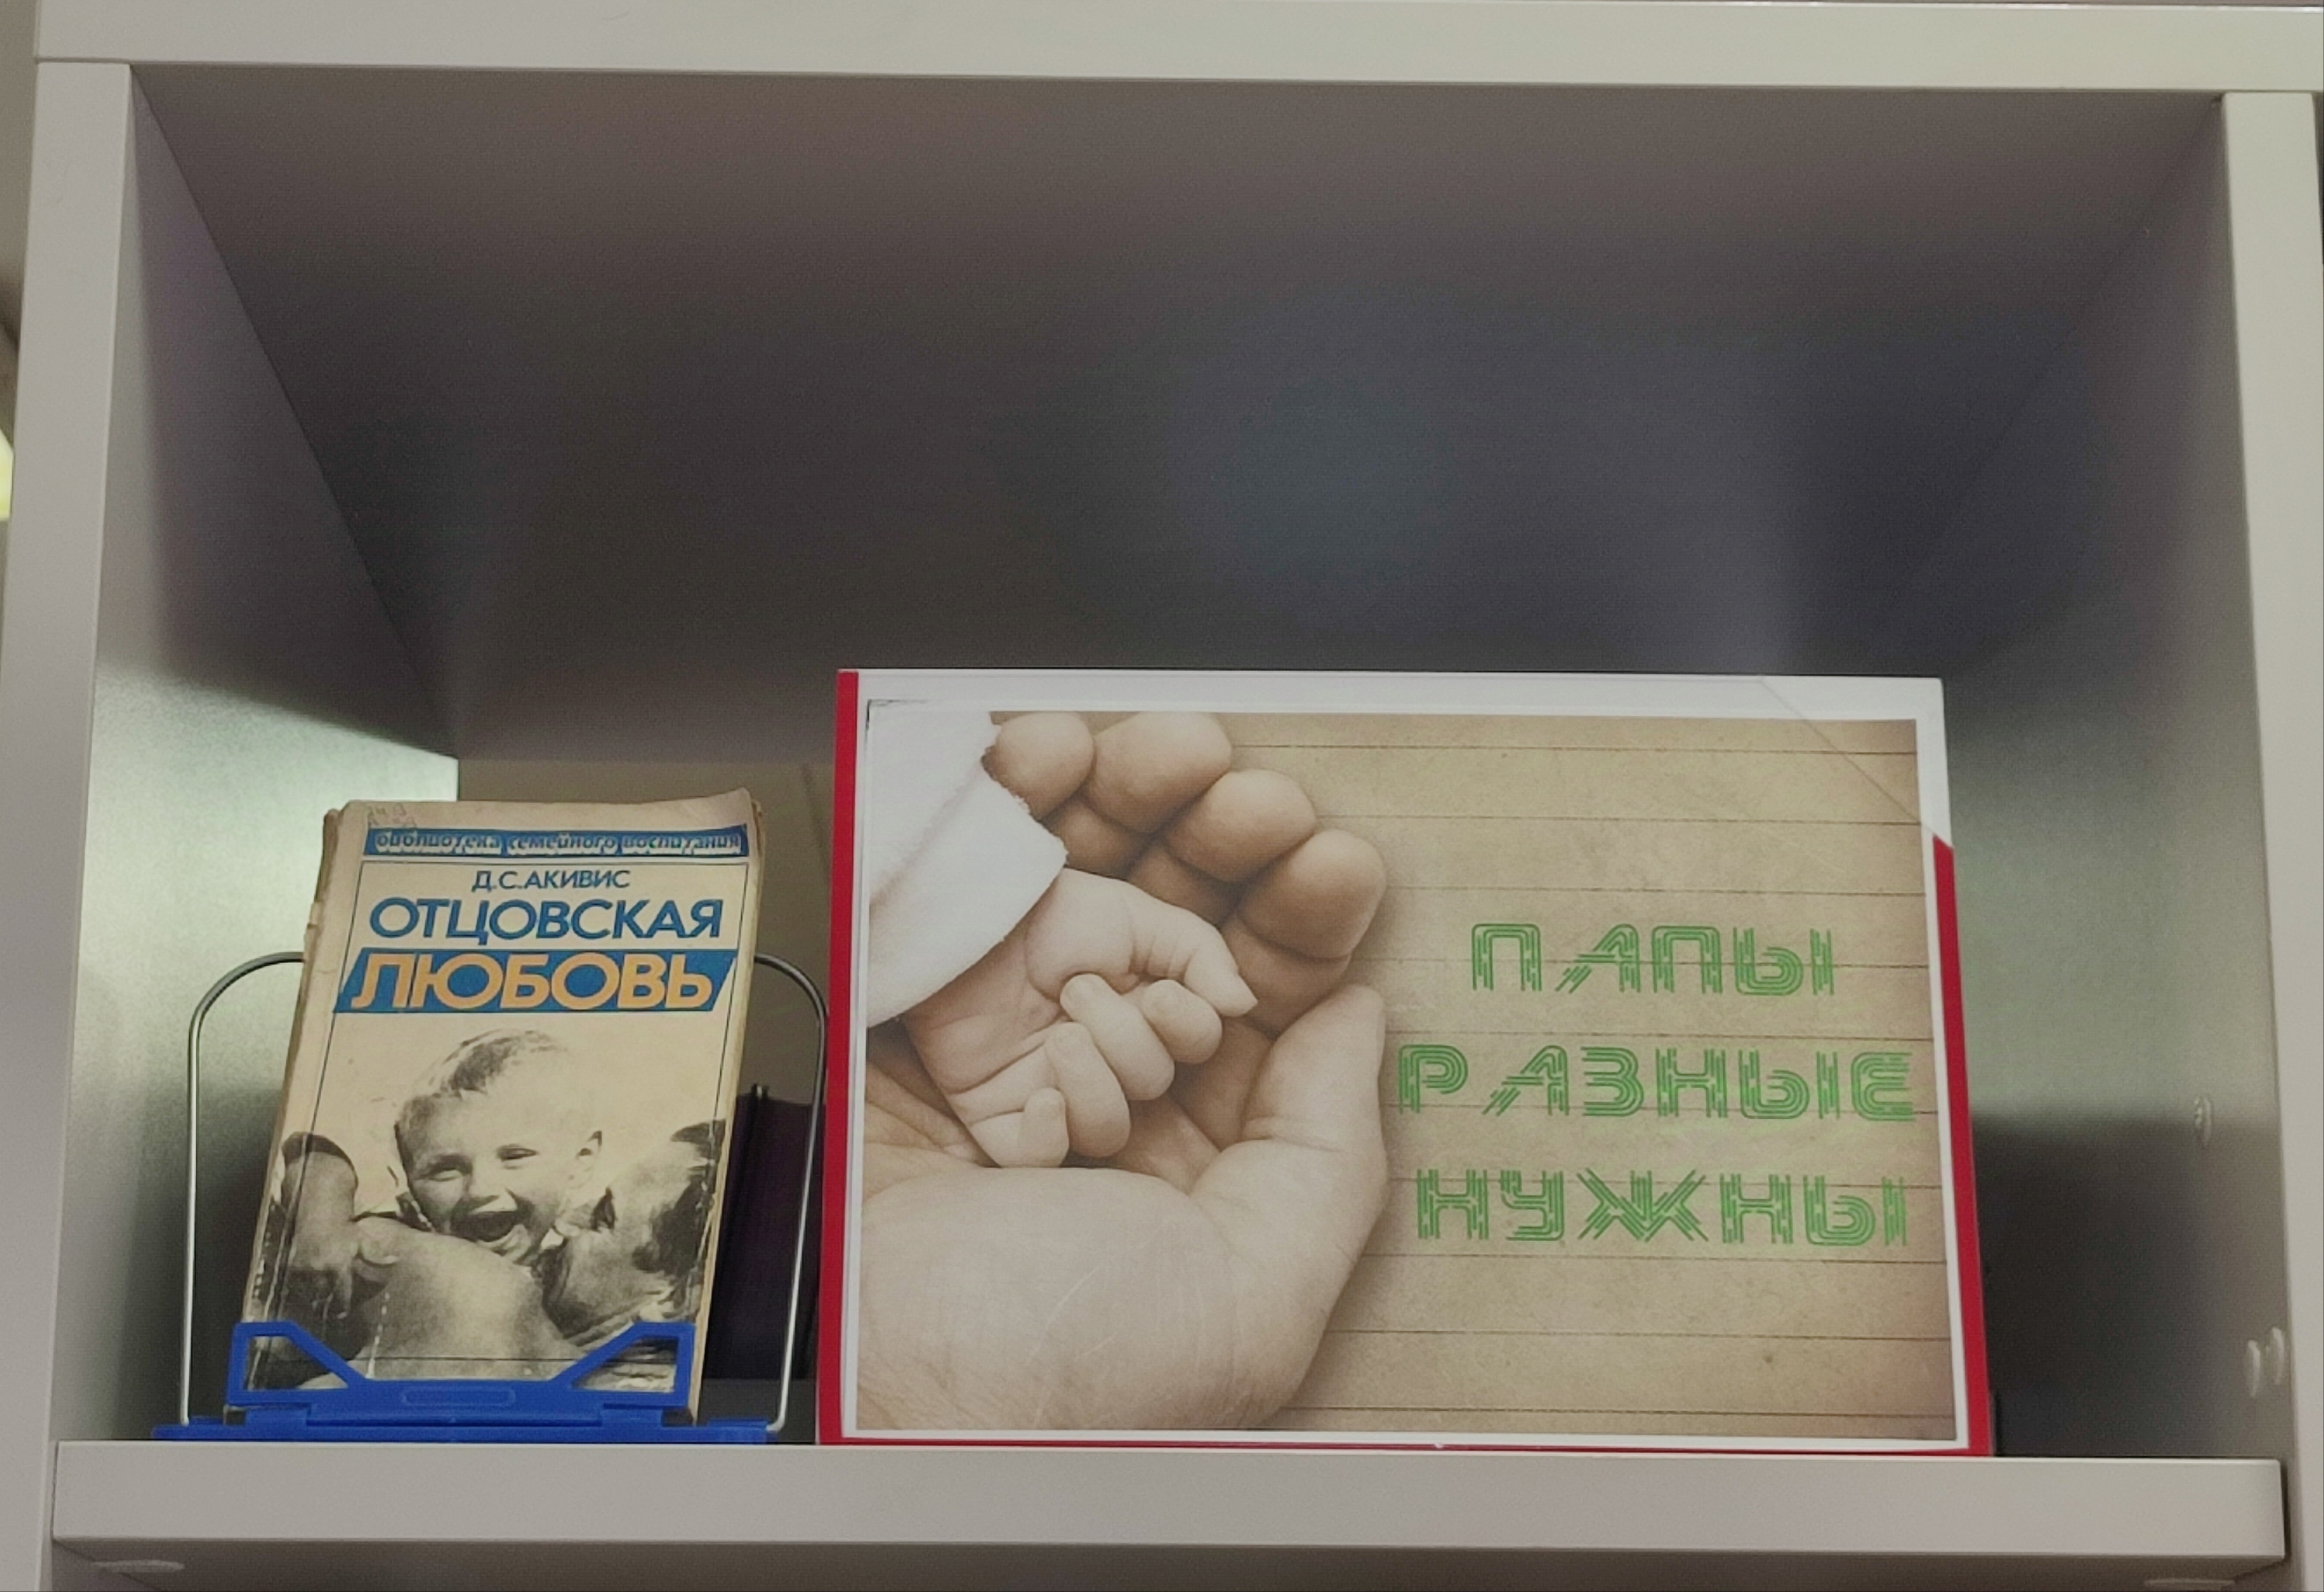 библиотека семейного воспитания
Д.С.АКИВИС
ОТЦОВСКАЯ
ЛЮБОВЬ
ПАПЫ
РАЗНЫЕ
НУЖНЫ